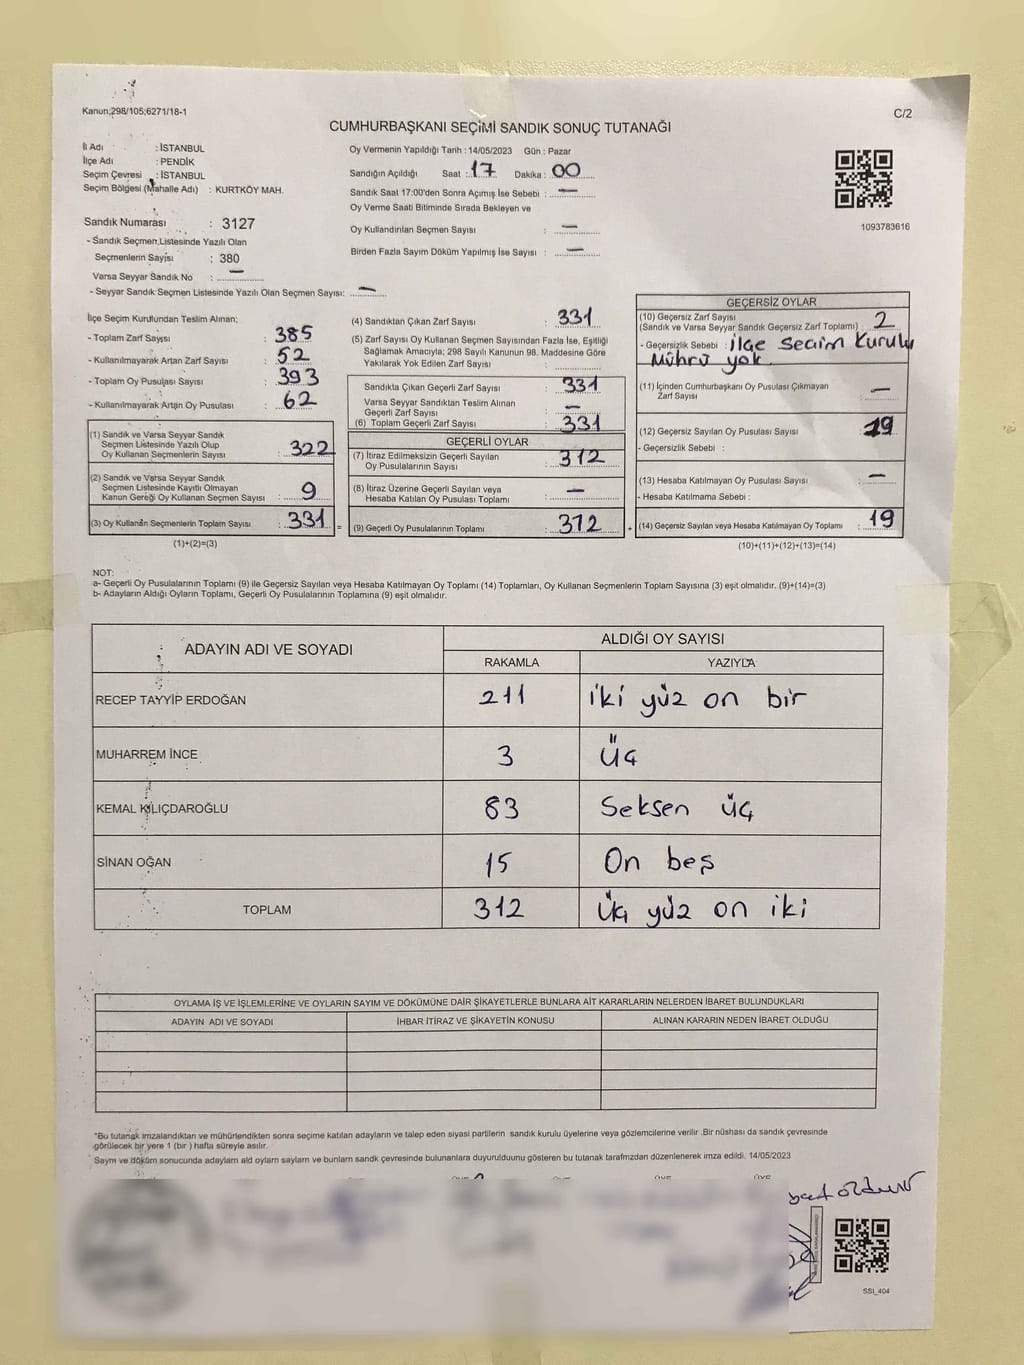 Kanun;298/105;6271/18-1
C/2
CUMHURBAŞKANI SEÇİMİ SANDIK SONUÇ TUTANAĞI
İl Adı : İSTANBUL
İlçe Adı : PENDİK
Seçim Çevresi : İSTANBUL
Seçim Bölgesi (Mahalle Adı) : KURTKÖY MAH.
Sandık Numarası : 3127
- Sandık Seçmen Listesinde Yazılı Olan
Seçmenlerin Sayısı : 380
Varsa Seyyar Sandık No : —
- Seyyar Sandık Seçmen Listesinde Yazılı Olan Seçmen Sayısı: —
Oy Vermenin Yapıldığı Tarih : 14/05/2023 Gün : Pazar
Sandığın Açıldığı Saat : 17 Dakika : 00
Sandık Saat 17:00'den Sonra Açımış İse Sebebi : —
Oy Verme Saati Bitiminde Sırada Bekleyen ve
Oy Kullandırılan Seçmen Sayısı : —
Birden Fazla Sayım Döküm Yapılmış İse Sayısı : —
1093783616
İlçe Seçim Kurulundan Teslim Alınan;
- Toplam Zarf Sayısı : 385
- Kullanılmayarak Artan Zarf Sayısı : 52
- Toplam Oy Pusulası Sayısı : 393
- Kullanılmayarak Artan Oy Pusulası : 62
(1) Sandık ve Varsa Seyyar Sandık
Seçmen Listesinde Yazılı Olup
Oy Kullanan Seçmenlerin Sayısı : 322
(2) Sandık ve Varsa Seyyar Sandık
Seçmen Listesinde Kayıtlı Olmayan
Kanun Gereği Oy Kullanan Seçmen Sayısı : 9
(3) Oy Kullanan Seçmenlerin Toplam Sayısı : 331 =
(1)+(2)=(3)
(4) Sandıktan Çıkan Zarf Sayısı : 331
(5) Zarf Sayısı Oy Kullanan Seçmen Sayısından Fazla İse, Eşitliği
Sağlamak Amacıyla; 298 Sayılı Kanunun 98. Maddesine Göre
Yakılarak Yok Edilen Zarf Sayısı :
Sandıkta Çıkan Geçerli Zarf Sayısı : 331
Varsa Seyyar Sandıktan Teslim Alınan
Geçerli Zarf Sayısı : —
(6) Toplam Geçerli Zarf Sayısı : 331
GEÇERLİ OYLAR
(7) İtiraz Edilmeksizin Geçerli Sayılan
Oy Pusulalarının Sayısı : 312
(8) İtiraz Üzerine Geçerli Sayılan veya
Hesaba Katılan Oy Pusulası Toplamı : —
(9) Geçerli Oy Pusulalarının Toplamı : 312 +
GEÇERSİZ OYLAR
(10) Geçersiz Zarf Sayısı
(Sandık ve Varsa Seyyar Sandık Geçersiz Zarf Toplamı) : 2
- Geçersizlik Sebebi : ilçe Seçim Kurulu
Mührü yok.
(11) İçinden Cumhurbaşkanı Oy Pusulası Çıkmayan
Zarf Sayısı : —
(12) Geçersiz Sayılan Oy Pusulası Sayısı : 19
- Geçersizlik Sebebi :
(13) Hesaba Katılmayan Oy Pusulası Sayısı : —
- Hesaba Katılmama Sebebi :
(14) Geçersiz Sayılan veya Hesaba Katılmayan Oy Toplamı : 19
(10)+(11)+(12)+(13)=(14)
NOT:
a- Geçerli Oy Pusulalarının Toplamı (9) ile Geçersiz Sayılan veya Hesaba Katılmayan Oy Toplamı (14) Toplamları, Oy Kullanan Seçmenlerin Toplam Sayısına (3) eşit olmalıdır. (9)+(14)=(3)
b- Adayların Aldığı Oyların Toplamı, Geçerli Oy Pusulalarının Toplamına (9) eşit olmalıdır.
ADAYIN ADI VE SOYADI
ALDIĞI OY SAYISI
RAKAMLA YAZIYLA
RECEP TAYYİP ERDOĞAN 211 iki yüz on bir
MUHARREM İNCE 3 üç
KEMAL KILIÇDAROĞLU 83 Seksen üç
SİNAN OĞAN 15 On beş
TOPLAM 312 üç yüz on iki
OYLAMA İŞ VE İŞLEMLERİNE VE OYLARIN SAYIM VE DÖKÜMÜNE DAİR ŞİKAYETLERLE BUNLARA AİT KARARLARIN NELERDEN İBARET BULUNDUKLARI
ADAYIN ADI VE SOYADI İHBAR İTİRAZ VE ŞİKAYETİN KONUSU ALINAN KARARIN NEDEN İBARET OLDUĞU
*Bu tutanak imzalandıktan ve mühürlendikten sonra seçime katılan adayların ve talep eden siyasi partilerin sandık kurulu üyelerine veya gözlemcilerine verilir .Bir nüshası da sandık çevresinde
görülecek bir yere 1 (bir ) hafta süreyle asılır.
Sayım ve döküm sonucunda adayların ald oyların sayların ve bunların sandk çevresinde bulunanlara duyurulduunu gösteren bu tutanak tarafmzdan düzenlenerek imza edildi. 14/05/2023
SSI_404